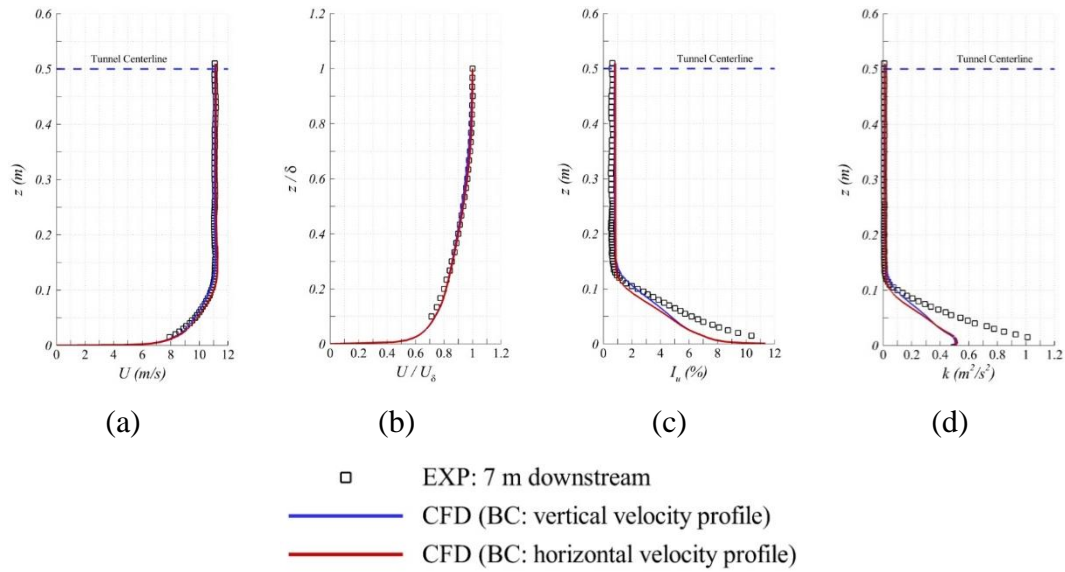 0.6
0.5
0.4
0.3
0.2
0.1
0
z (m)
Tunnel Centerline
0 2 4 6 8 10 12
U (m/s)
1.2
1
0.8
0.6
0.4
0.2
0
z / δ
0 0.2 0.4 0.6 0.8 1 1.2
U / U_δ
0.6
0.5
0.4
0.3
0.2
0.1
0
z (m)
Tunnel Centerline
0 2 4 6 8 10 12
I_u (%)
0.6
0.5
0.4
0.3
0.2
0.1
0
z (m)
Tunnel Centerline
0 0.2 0.4 0.6 0.8 1 1.2
k (m²/s²)
(a) (b) (c) (d)
EXP: 7 m downstream
CFD (BC: vertical velocity profile)
CFD (BC: horizontal velocity profile)